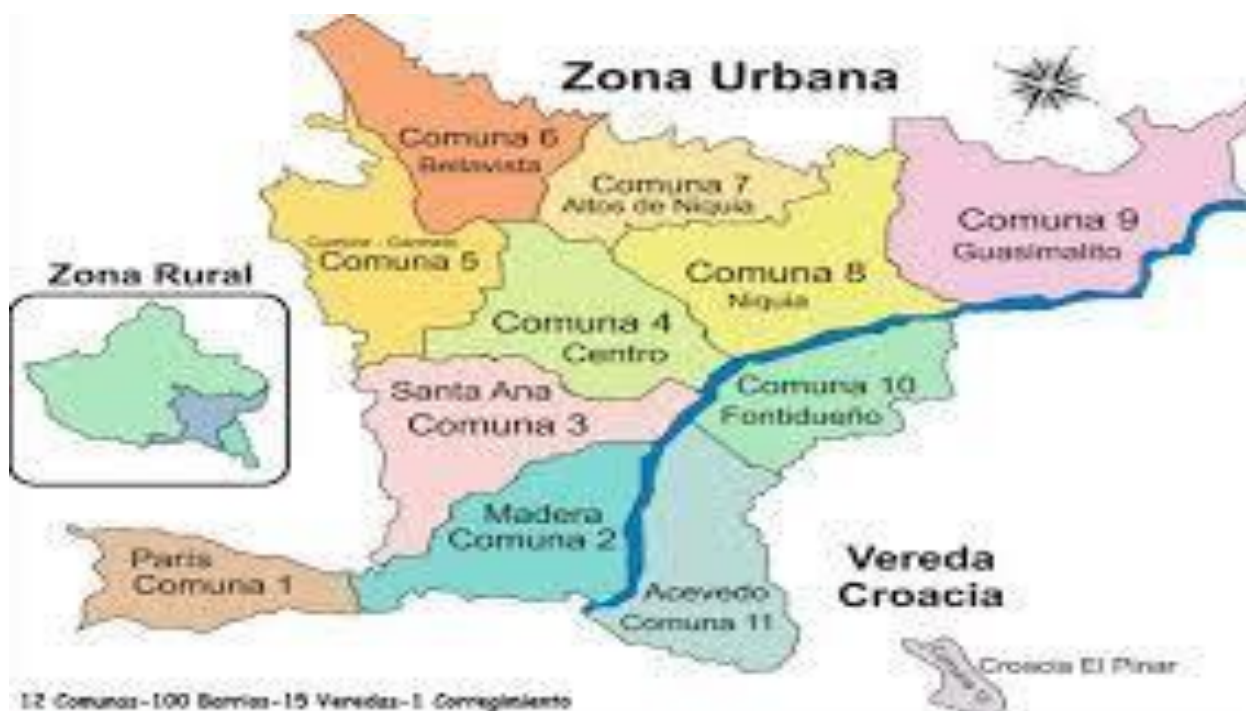 Zona Urbana
Comuna 6
Bellavista
Comuna 7
Altos de Niquia
Comuna 9
Guasimalito
Comuna 5
Zona Rural
Comuna 8
Niquia
Comuna 4
Centro
Comuna 10
Fontidueño
Santa Ana
Comuna 3
Madera
Comuna 2
París
Comuna 1
Acevedo
Comuna 11
Vereda
Croacia
Croacia El Pinar
12 Comunas-100 Barrios-15 Veredas-1 Corregimiento